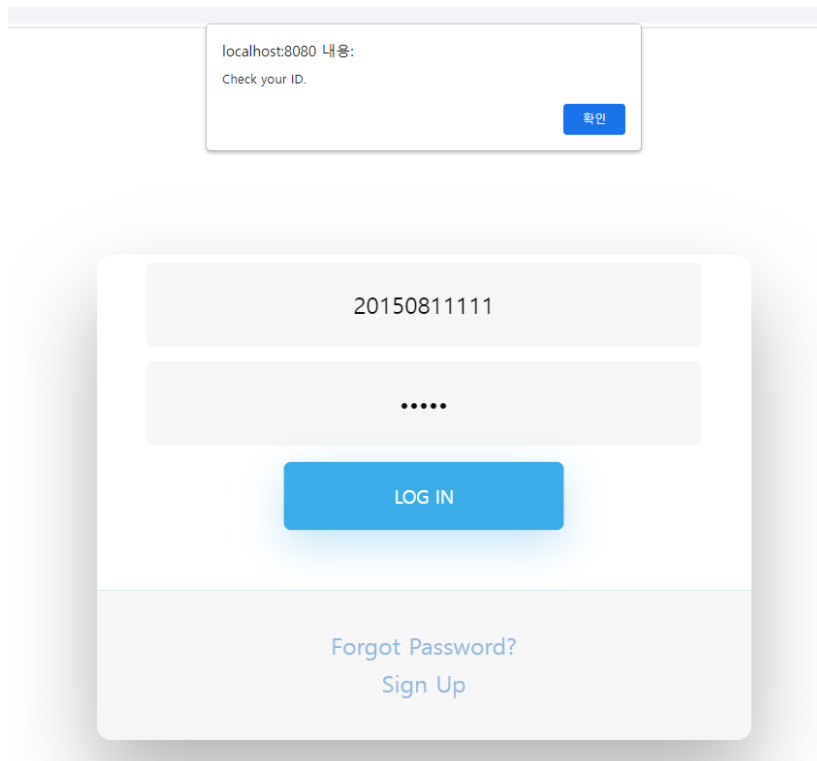 localhost:8080 내용:
Check your ID.
확인
20150811111
•••••
LOG IN
Forgot Password?
Sign Up